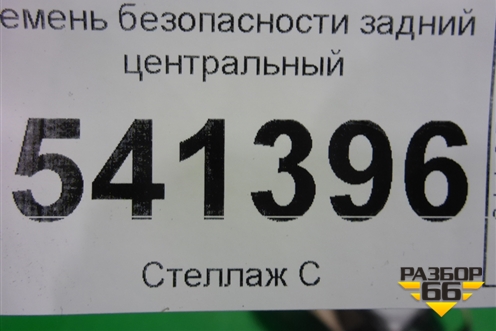 емень безопасности задний
центральный
541396
Стеллаж С
РАЗБОР
66